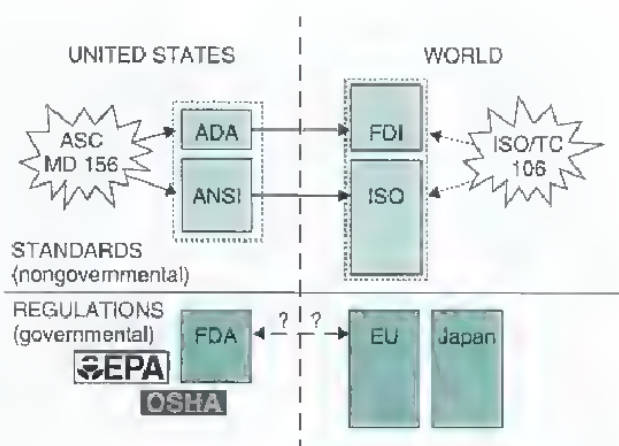 UNITED STATES
WORLD
ASC
MD 156
ADA
ANSI
FDI
ISO
ISO/TC
106
STANDARDS
(nongovernmental)
REGULATIONS
(governmental)
FDA
? ?
EU
Japan
EPA
OSHA